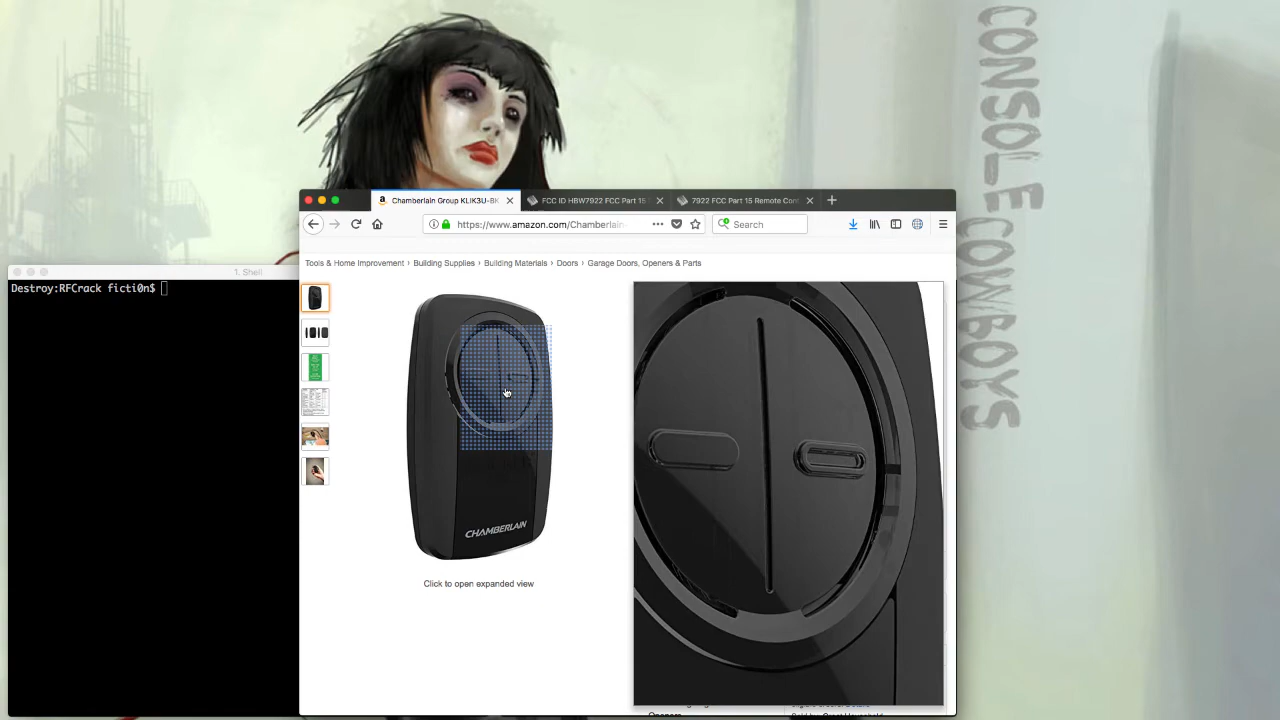 CONSOLE COWBOYS
Chamberlain Group KLIK3U-BK
FCC ID HBW7922 FCC Part 15
7922 FCC Part 15 Remote Con
https://www.amazon.com/Chamberlain
Search
1. Shell
Destroy:RFCrack ficti0n$
Tools & Home Improvement › Building Supplies › Building Materials › Doors › Garage Doors, Openers & Parts
CHAMBERLAIN
Click to open expanded view